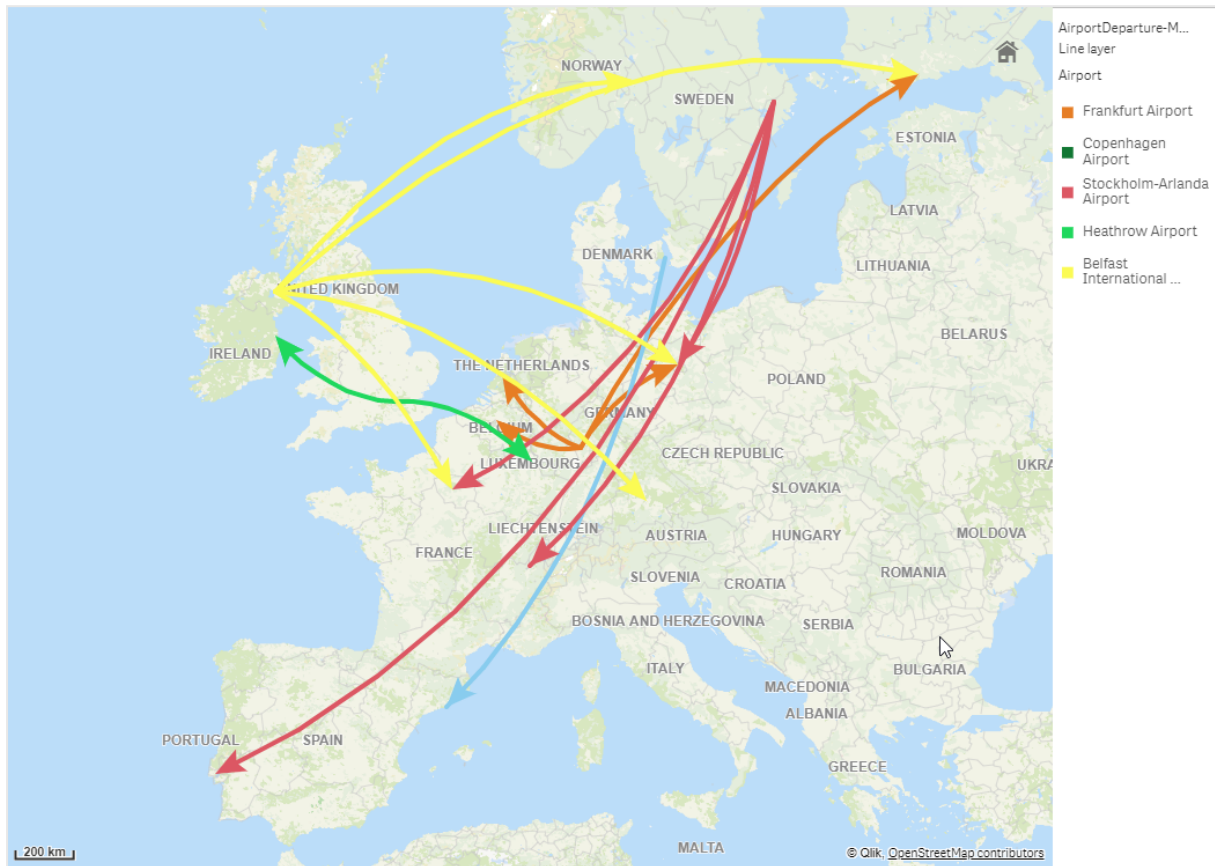 NORWAY
SWEDEN
ESTONIA
LATVIA
DENMARK
LITHUANIA
UNITED KINGDOM
BELARUS
IRELAND
THE NETHERLANDS
POLAND
GERMANY
BELGIUM
CZECH REPUBLIC
LUXEMBOURG
UKRA
SLOVAKIA
LIECHTENSTEIN
AUSTRIA
HUNGARY
MOLDOVA
FRANCE
SLOVENIA
CROATIA
ROMANIA
BOSNIA AND HERZEGOVINA
SERBIA
ITALY
BULGARIA
MACEDONIA
ALBANIA
PORTUGAL
SPAIN
GREECE
MALTA
200 km
© Qlik, OpenStreetMap contributors
AirportDeparture-M...
Line layer
Airport
Frankfurt Airport
Copenhagen
Airport
Stockholm-Arlanda
Airport
Heathrow Airport
Belfast
International ...